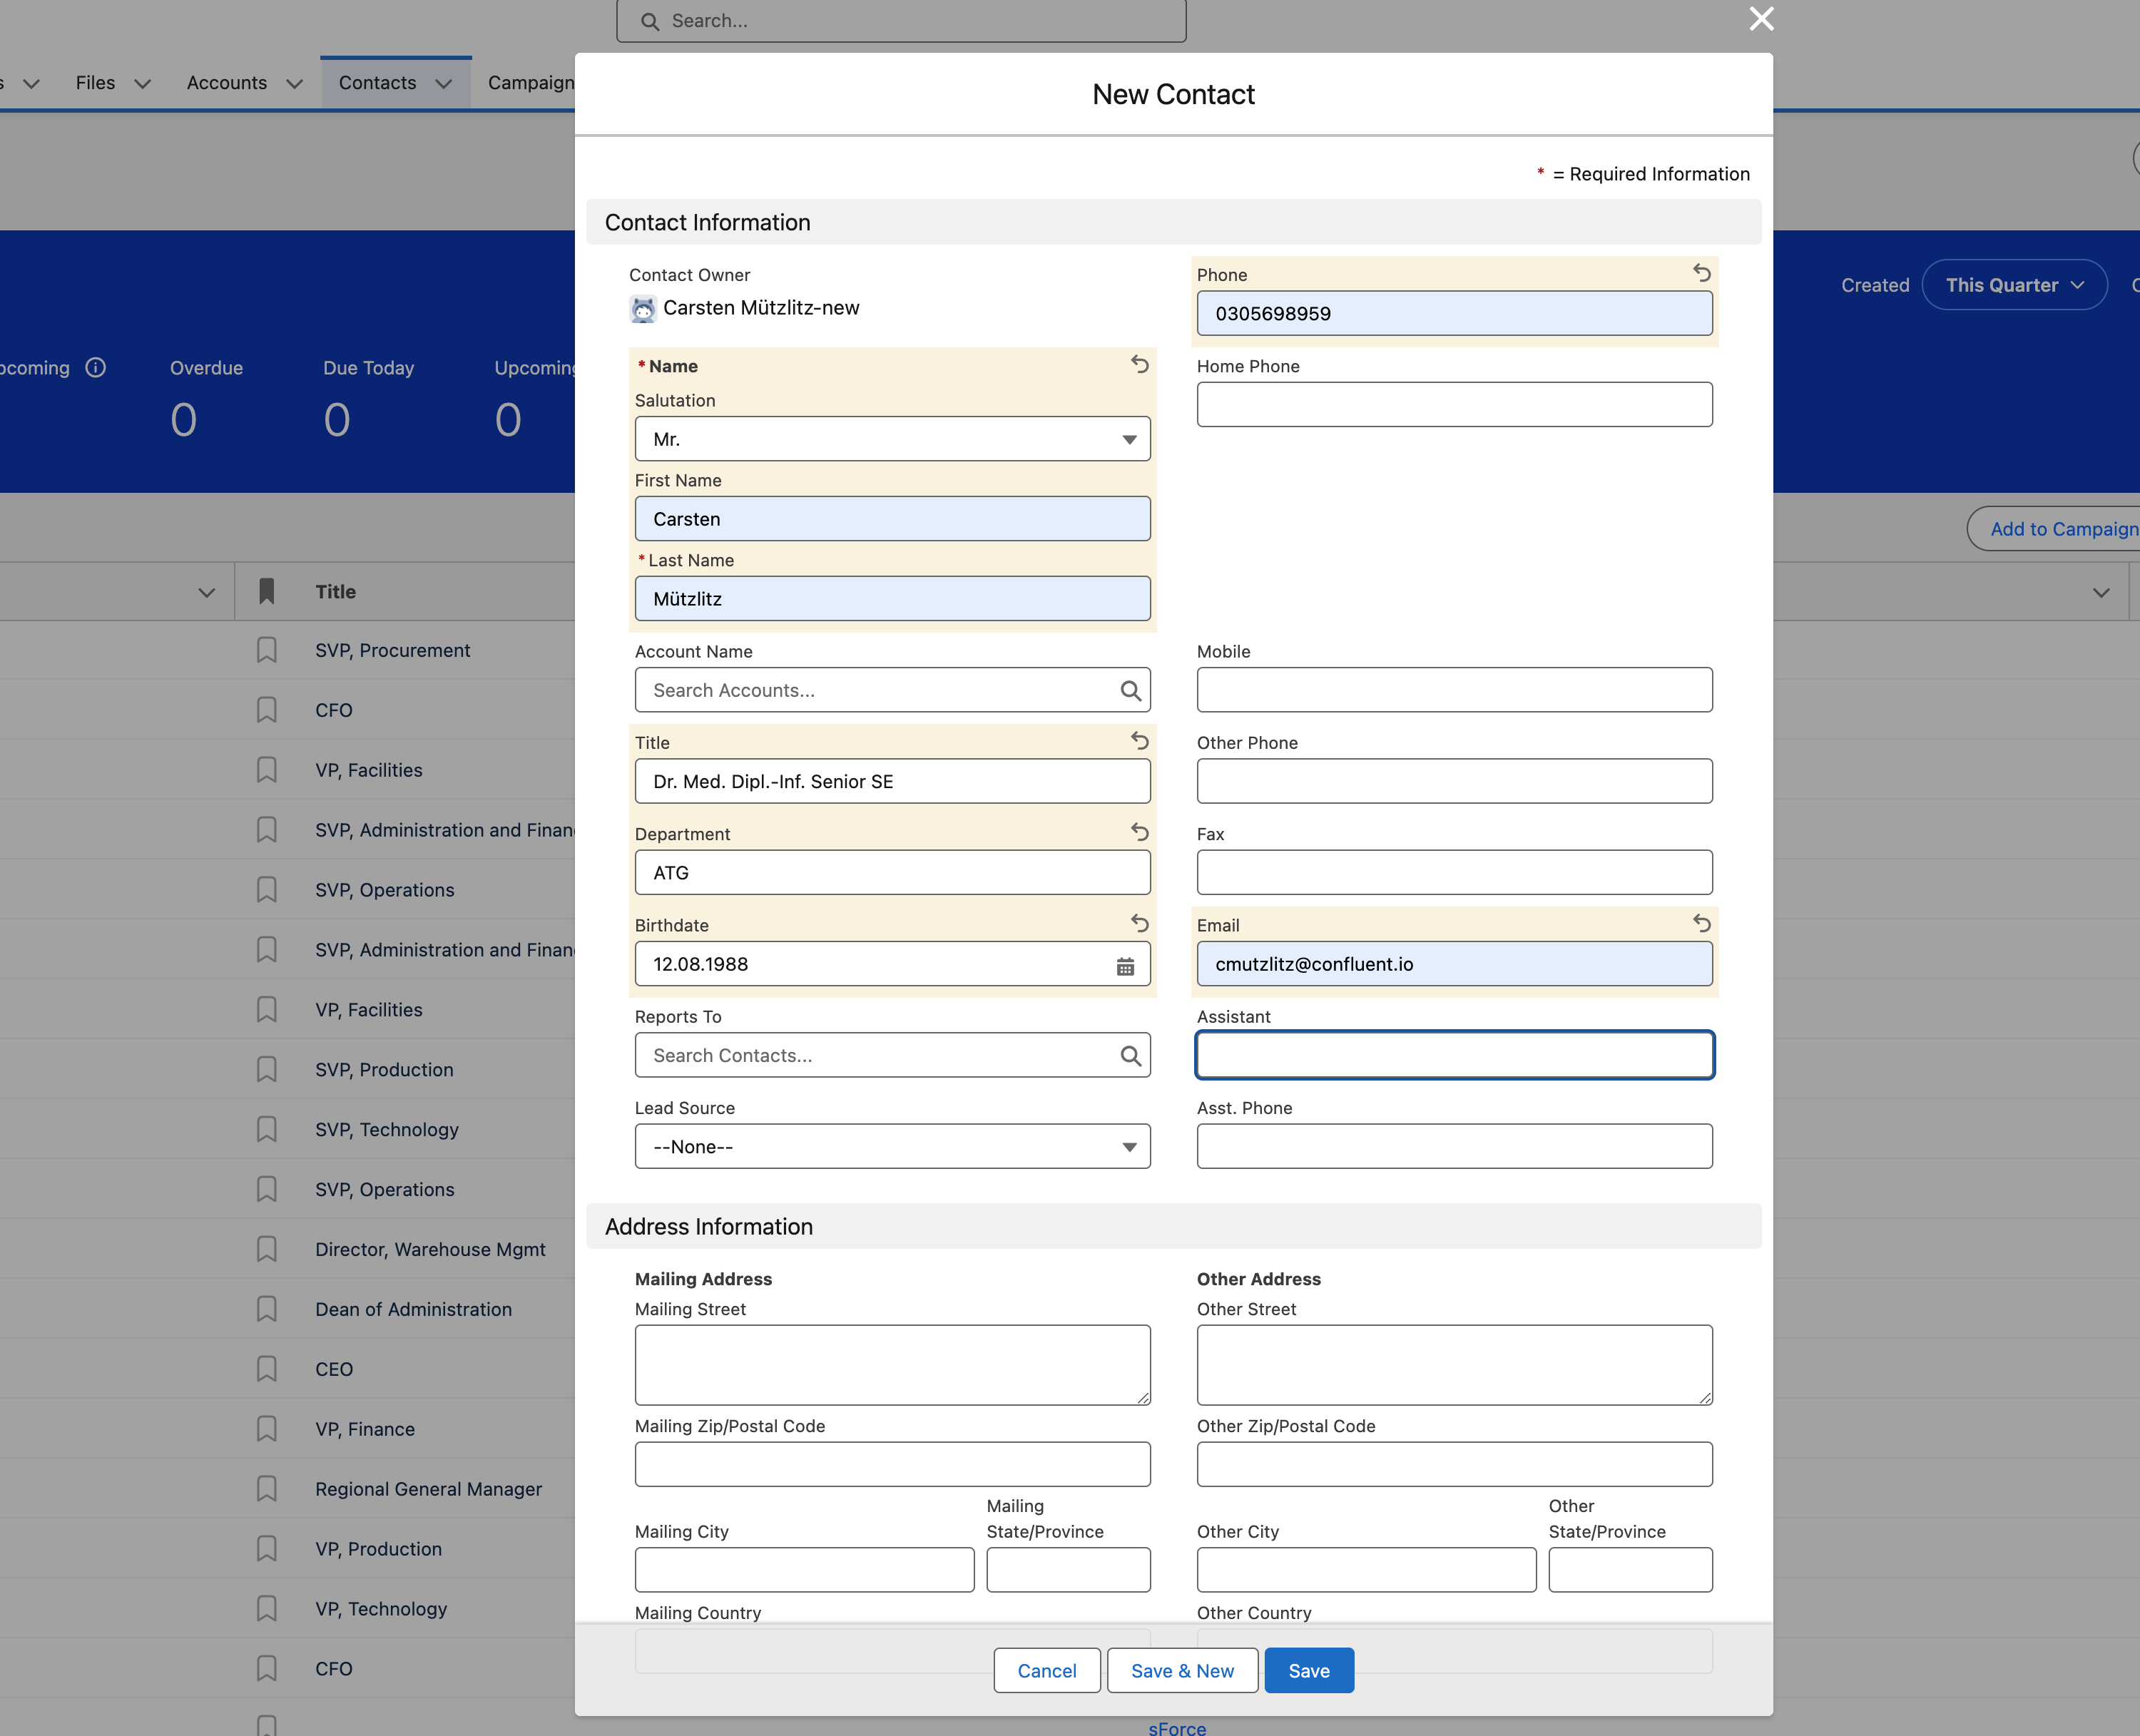 Search...
Files
Accounts
Contacts
Campaign
New Contact
* = Required Information
Contact Information
Contact Owner
Carsten Mützlitz-new
Phone
0305698959
Created
This Quarter
Overdue
Due Today
Upcoming
0
0
0
*Name
Home Phone
Salutation
Mr.
First Name
Carsten
Add to Campaign
*Last Name
Mützlitz
Title
Account Name
Search Accounts...
Mobile
Title
Dr. Med. Dipl.-Inf. Senior SE
Other Phone
Department
ATG
Fax
Birthdate
12.08.1988
Email
cmutzlitz@confluent.io
Reports To
Search Contacts...
Assistant
Lead Source
--None--
Asst. Phone
SVP, Procurement
CFO
VP, Facilities
SVP, Administration and Finan
SVP, Operations
SVP, Administration and Finan
VP, Facilities
SVP, Production
SVP, Technology
SVP, Operations
Director, Warehouse Mgmt
Dean of Administration
CEO
VP, Finance
Regional General Manager
VP, Production
VP, Technology
CFO
Address Information
Mailing Address
Other Address
Mailing Street
Other Street
Mailing Zip/Postal Code
Other Zip/Postal Code
Mailing City
Mailing
State/Province
Other City
Other
State/Province
Mailing Country
Other Country
Cancel
Save & New
Save
sForce